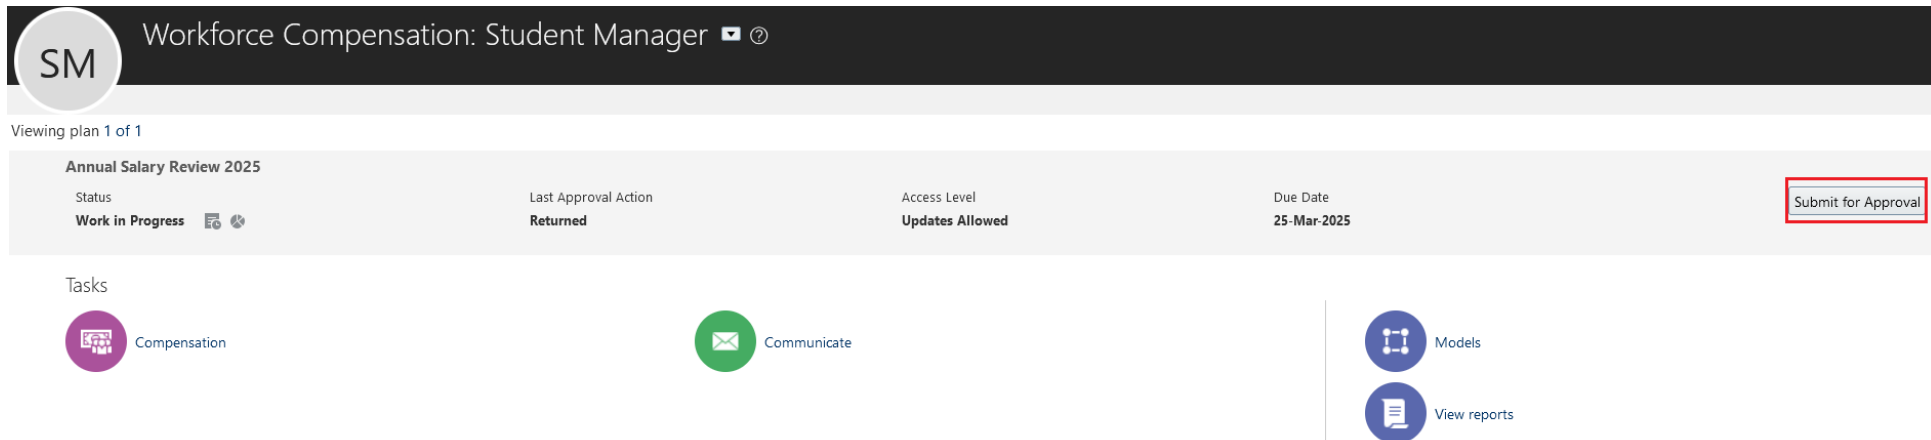 SM
Workforce Compensation: Student Manager
Viewing plan 1 of 1
Annual Salary Review 2025
Status Last Approval Action Access Level Due Date
Work in Progress Returned Updates Allowed 25-Mar-2025
Submit for Approval
Tasks
Compensation Communicate Models
View reports